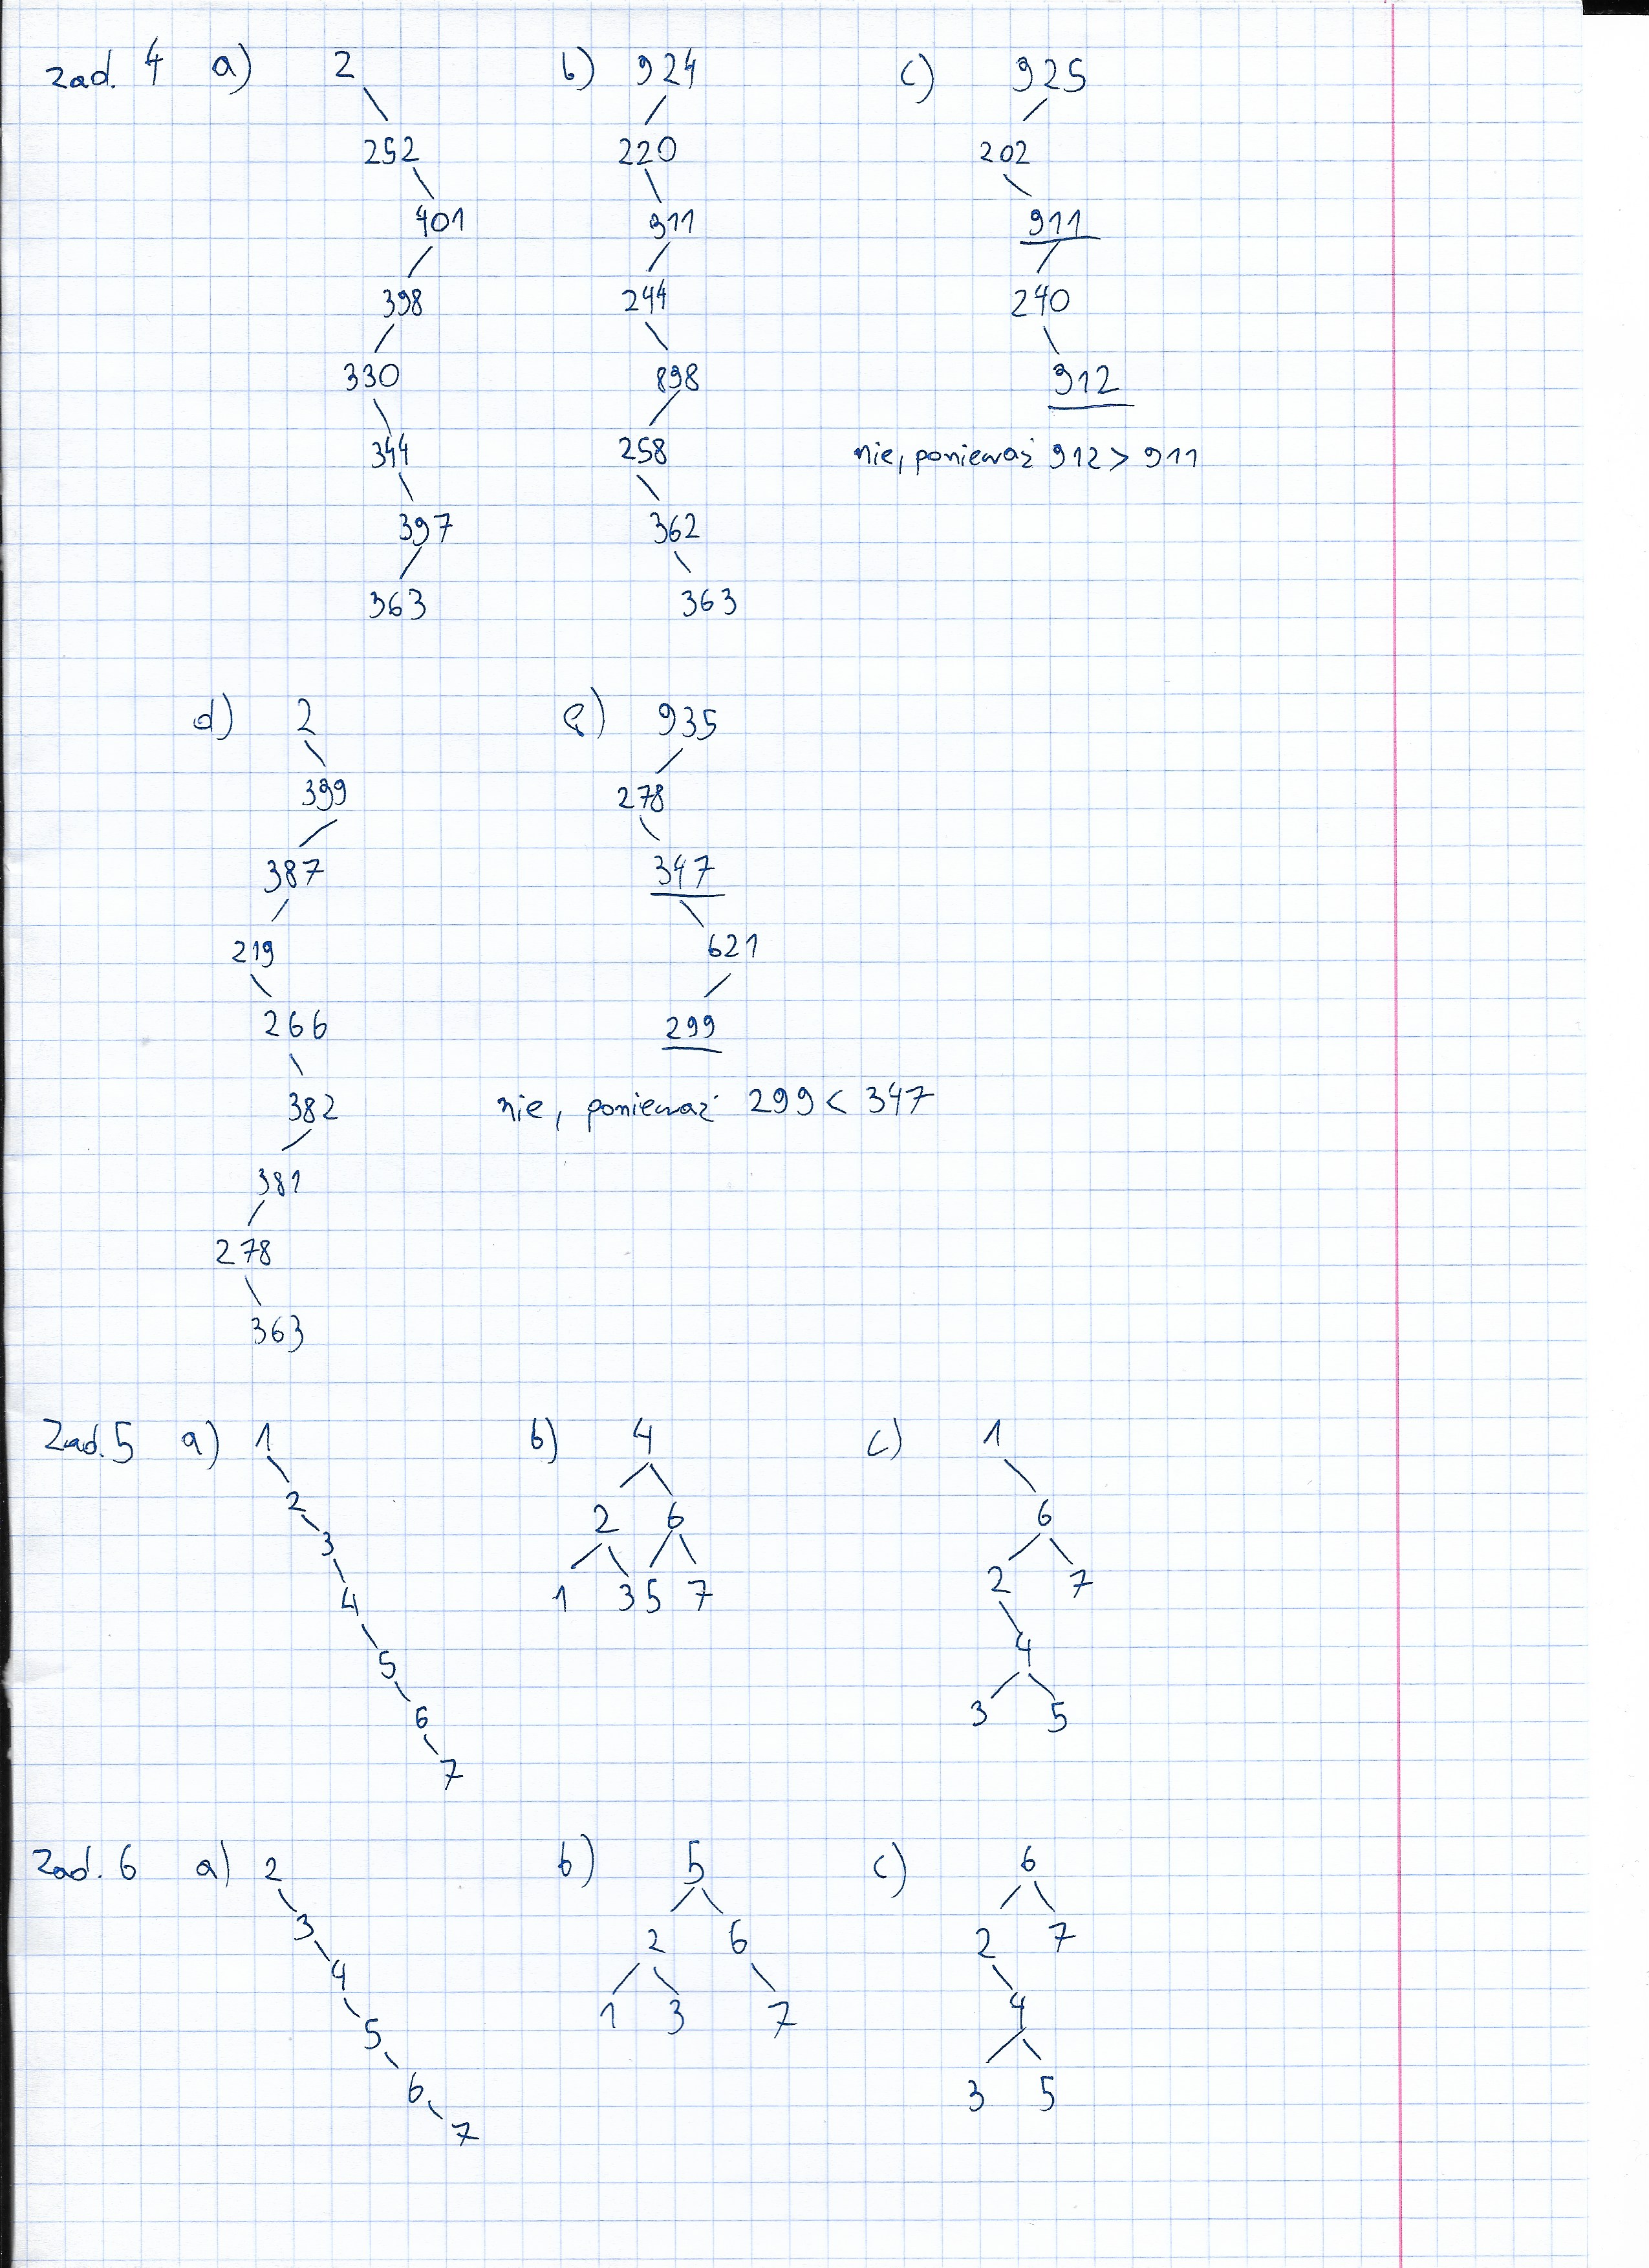 zad. 4 a) 2 b) 924 c) 925
252 220 202
401 911 911
398 244 240
330 898 912
344 258 nie, ponieważ 912 > 911
397 362
363 363
d) 2 e) 935
399 278
387 347
219 621
266 299
382 nie, ponieważ 299 < 347
381
278
363
Zad. 5 a) 1 b) 4 c) 1
2 2 6 6
3 1 3 5 7 2 7
4 4
5 3 5
6
7
Zad. 6 a) 2 b) 5 c) 6
3 2 6 2 7
4 1 3 7 4
5 3 5
6
7